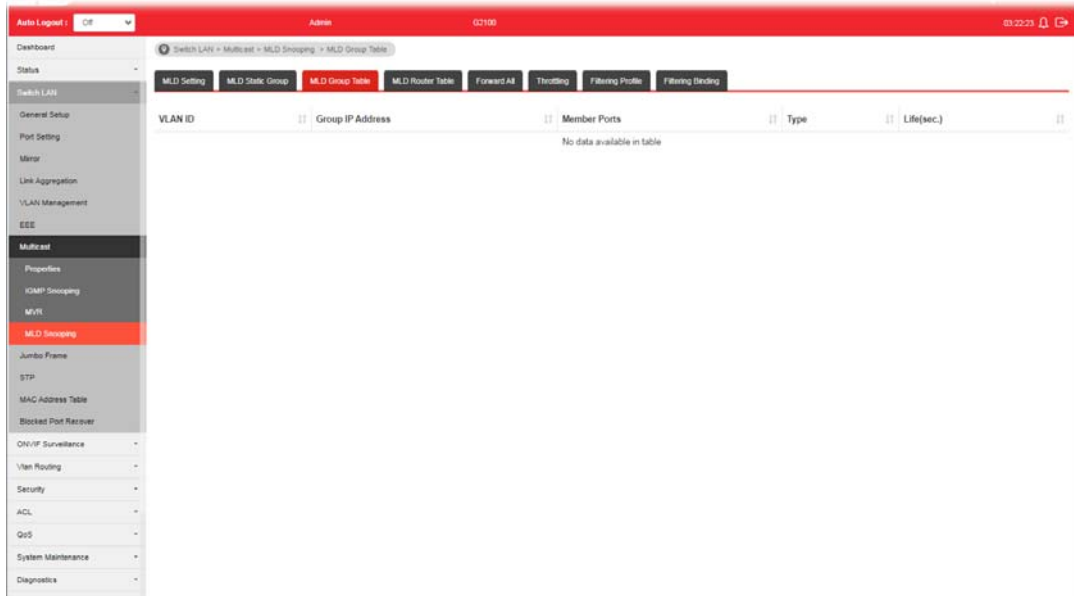 Auto Logout : Off Admin G2100 03:22:23
Dashboard
Switch LAN » Multicast » MLD Snooping » MLD Group Table
Status
MLD Setting MLD Static Group MLD Group Table MLD Router Table Forward All Throttling Filtering Profile Filtering Binding
Switch LAN
General Setup
VLAN ID Group IP Address Member Ports Type Life(sec.)
Port Setting
No data available in table
Mirror
Link Aggregation
VLAN Management
EEE
Multicast
Properties
IGMP Snooping
MVR
MLD Snooping
Jumbo Frame
STP
MAC Address Table
Blocked Port Recover
ONVIF Surveillance
Vlan Routing
Security
ACL
QoS
System Maintenance
Diagnostics